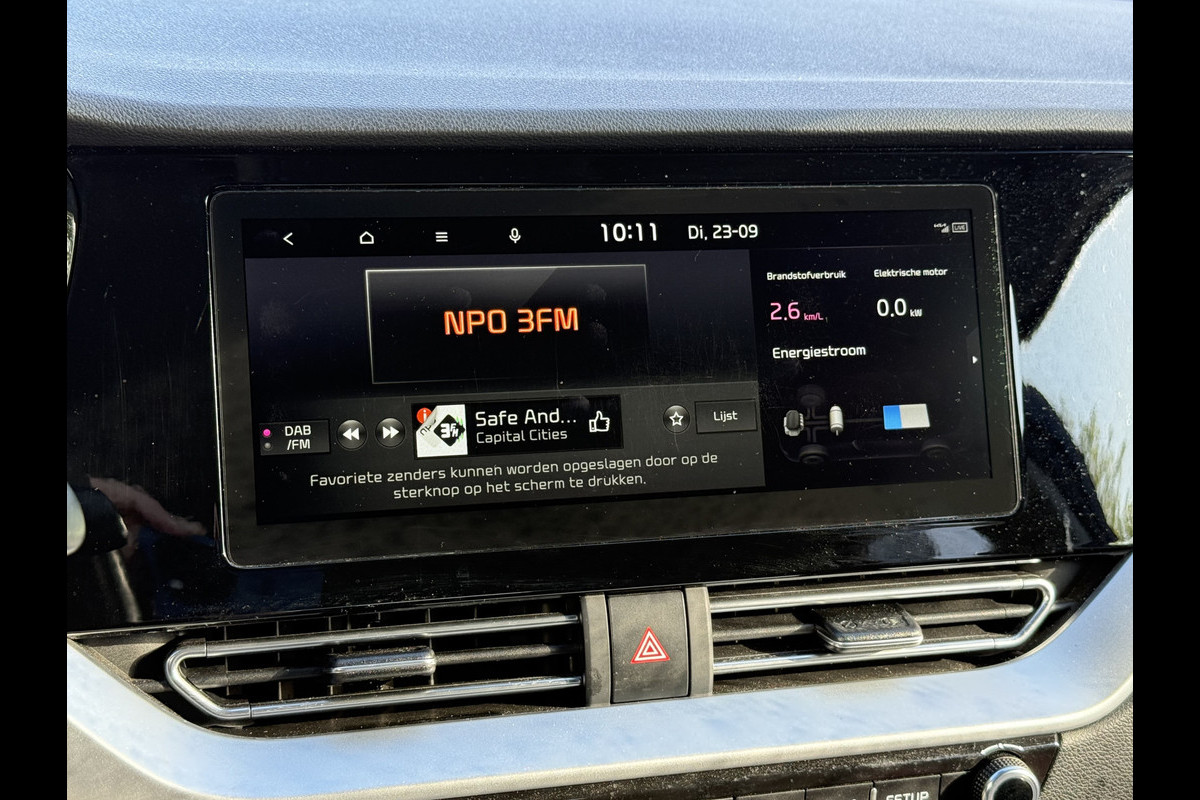 10:11 Di, 23-09
LIVE
NPO 3FM
DAB
/FM
3FM
Safe And...
Capital Cities
Lijst
Favoriete zenders kunnen worden opgeslagen door op de
sterknop op het scherm te drukken.
Brandstofverbruik Elektrische motor
2.6 km/L 0.0 kW
Energiestroom
SETUP